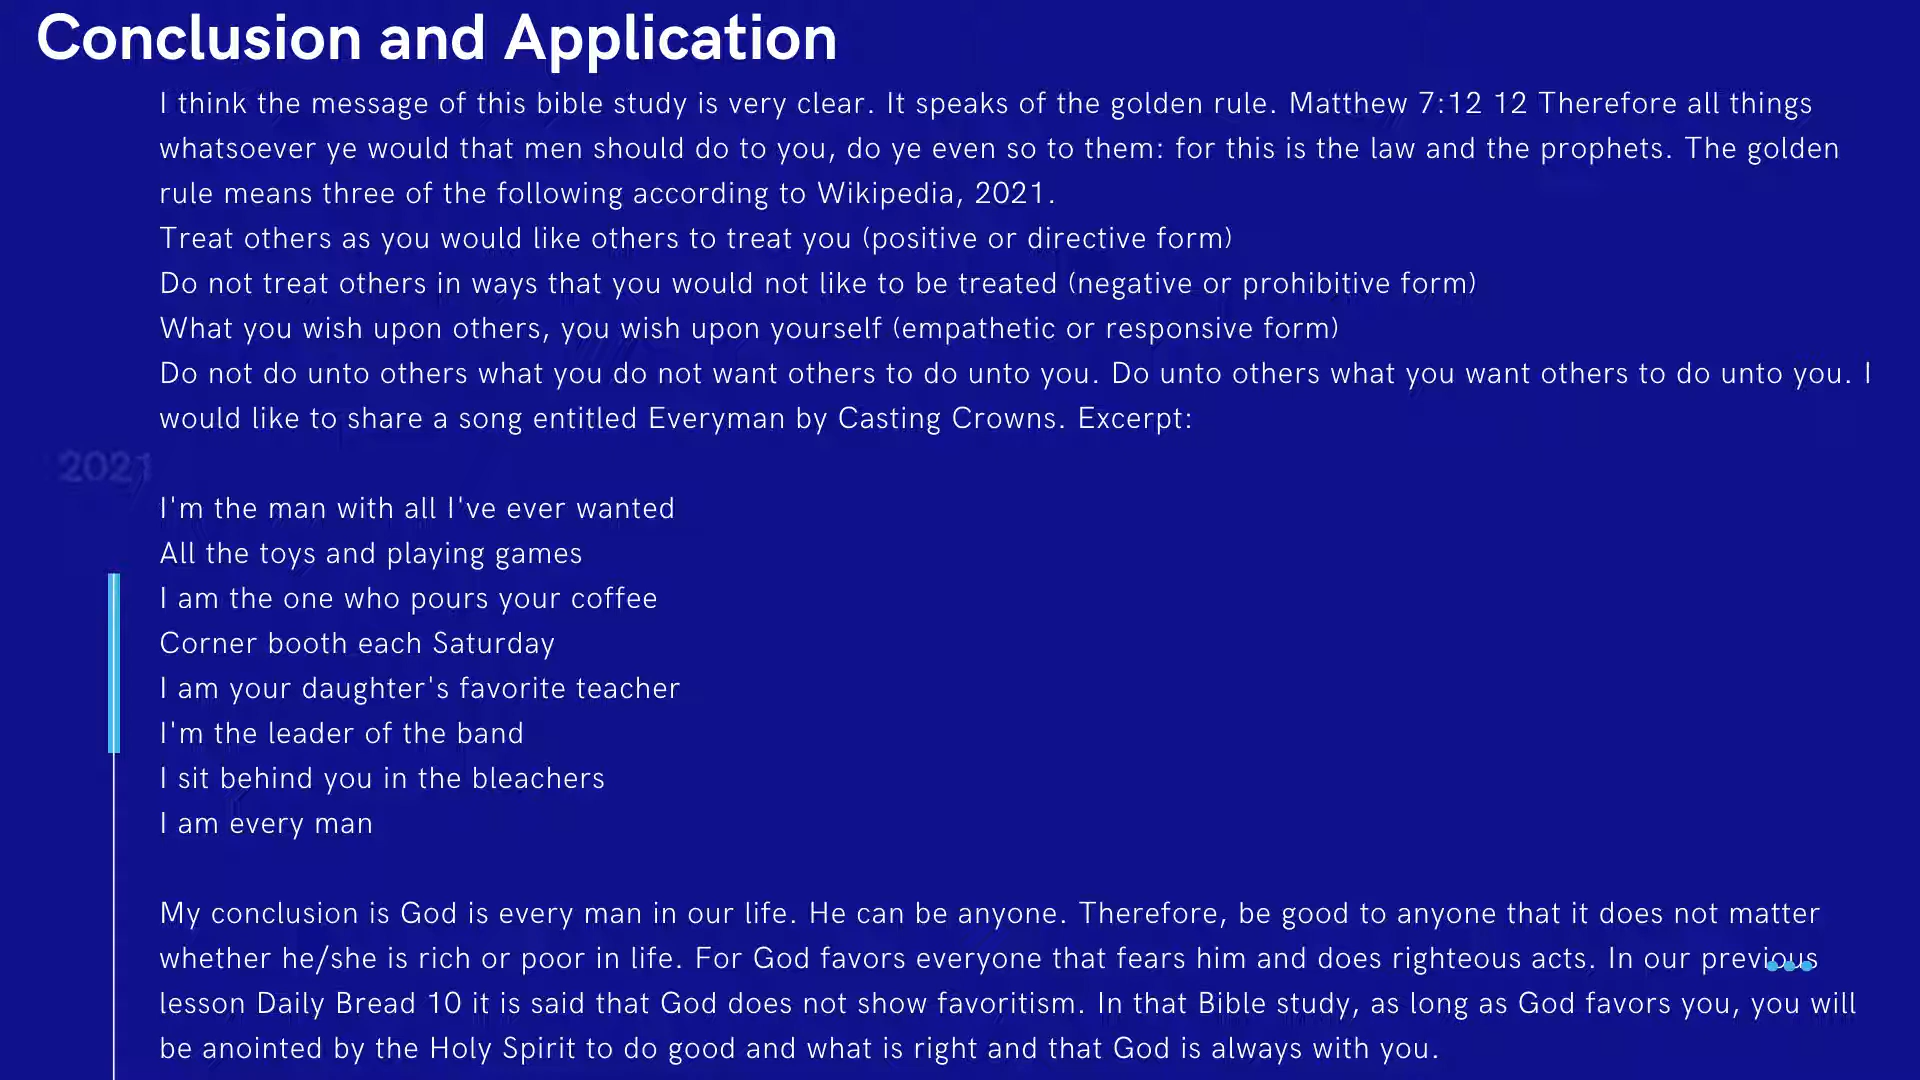 Conclusion and Application
I think the message of this bible study is very clear. It speaks of the golden rule. Matthew 7:12 12 Therefore all things
whatsoever ye would that men should do to you, do ye even so to them: for this is the law and the prophets. The golden
rule means three of the following according to Wikipedia, 2021.
Treat others as you would like others to treat you (positive or directive form)
Do not treat others in ways that you would not like to be treated (negative or prohibitive form)
What you wish upon others, you wish upon yourself (empathetic or responsive form)
Do not do unto others what you do not want others to do unto you. Do unto others what you want others to do unto you. I
would like to share a song entitled Everyman by Casting Crowns. Excerpt:
2021
I'm the man with all I've ever wanted
All the toys and playing games
I am the one who pours your coffee
Corner booth each Saturday
I am your daughter's favorite teacher
I'm the leader of the band
I sit behind you in the bleachers
I am every man
My conclusion is God is every man in our life. He can be anyone. Therefore, be good to anyone that it does not matter
whether he/she is rich or poor in life. For God favors everyone that fears him and does righteous acts. In our previous
lesson Daily Bread 10 it is said that God does not show favoritism. In that Bible study, as long as God favors you, you will
be anointed by the Holy Spirit to do good and what is right and that God is always with you.